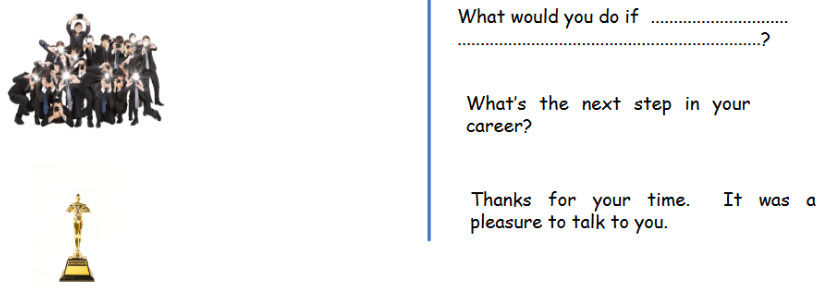 What would you do if ..............................
..................................................................?
What's the next step in your
career?
Thanks for your time. It was a
pleasure to talk to you.